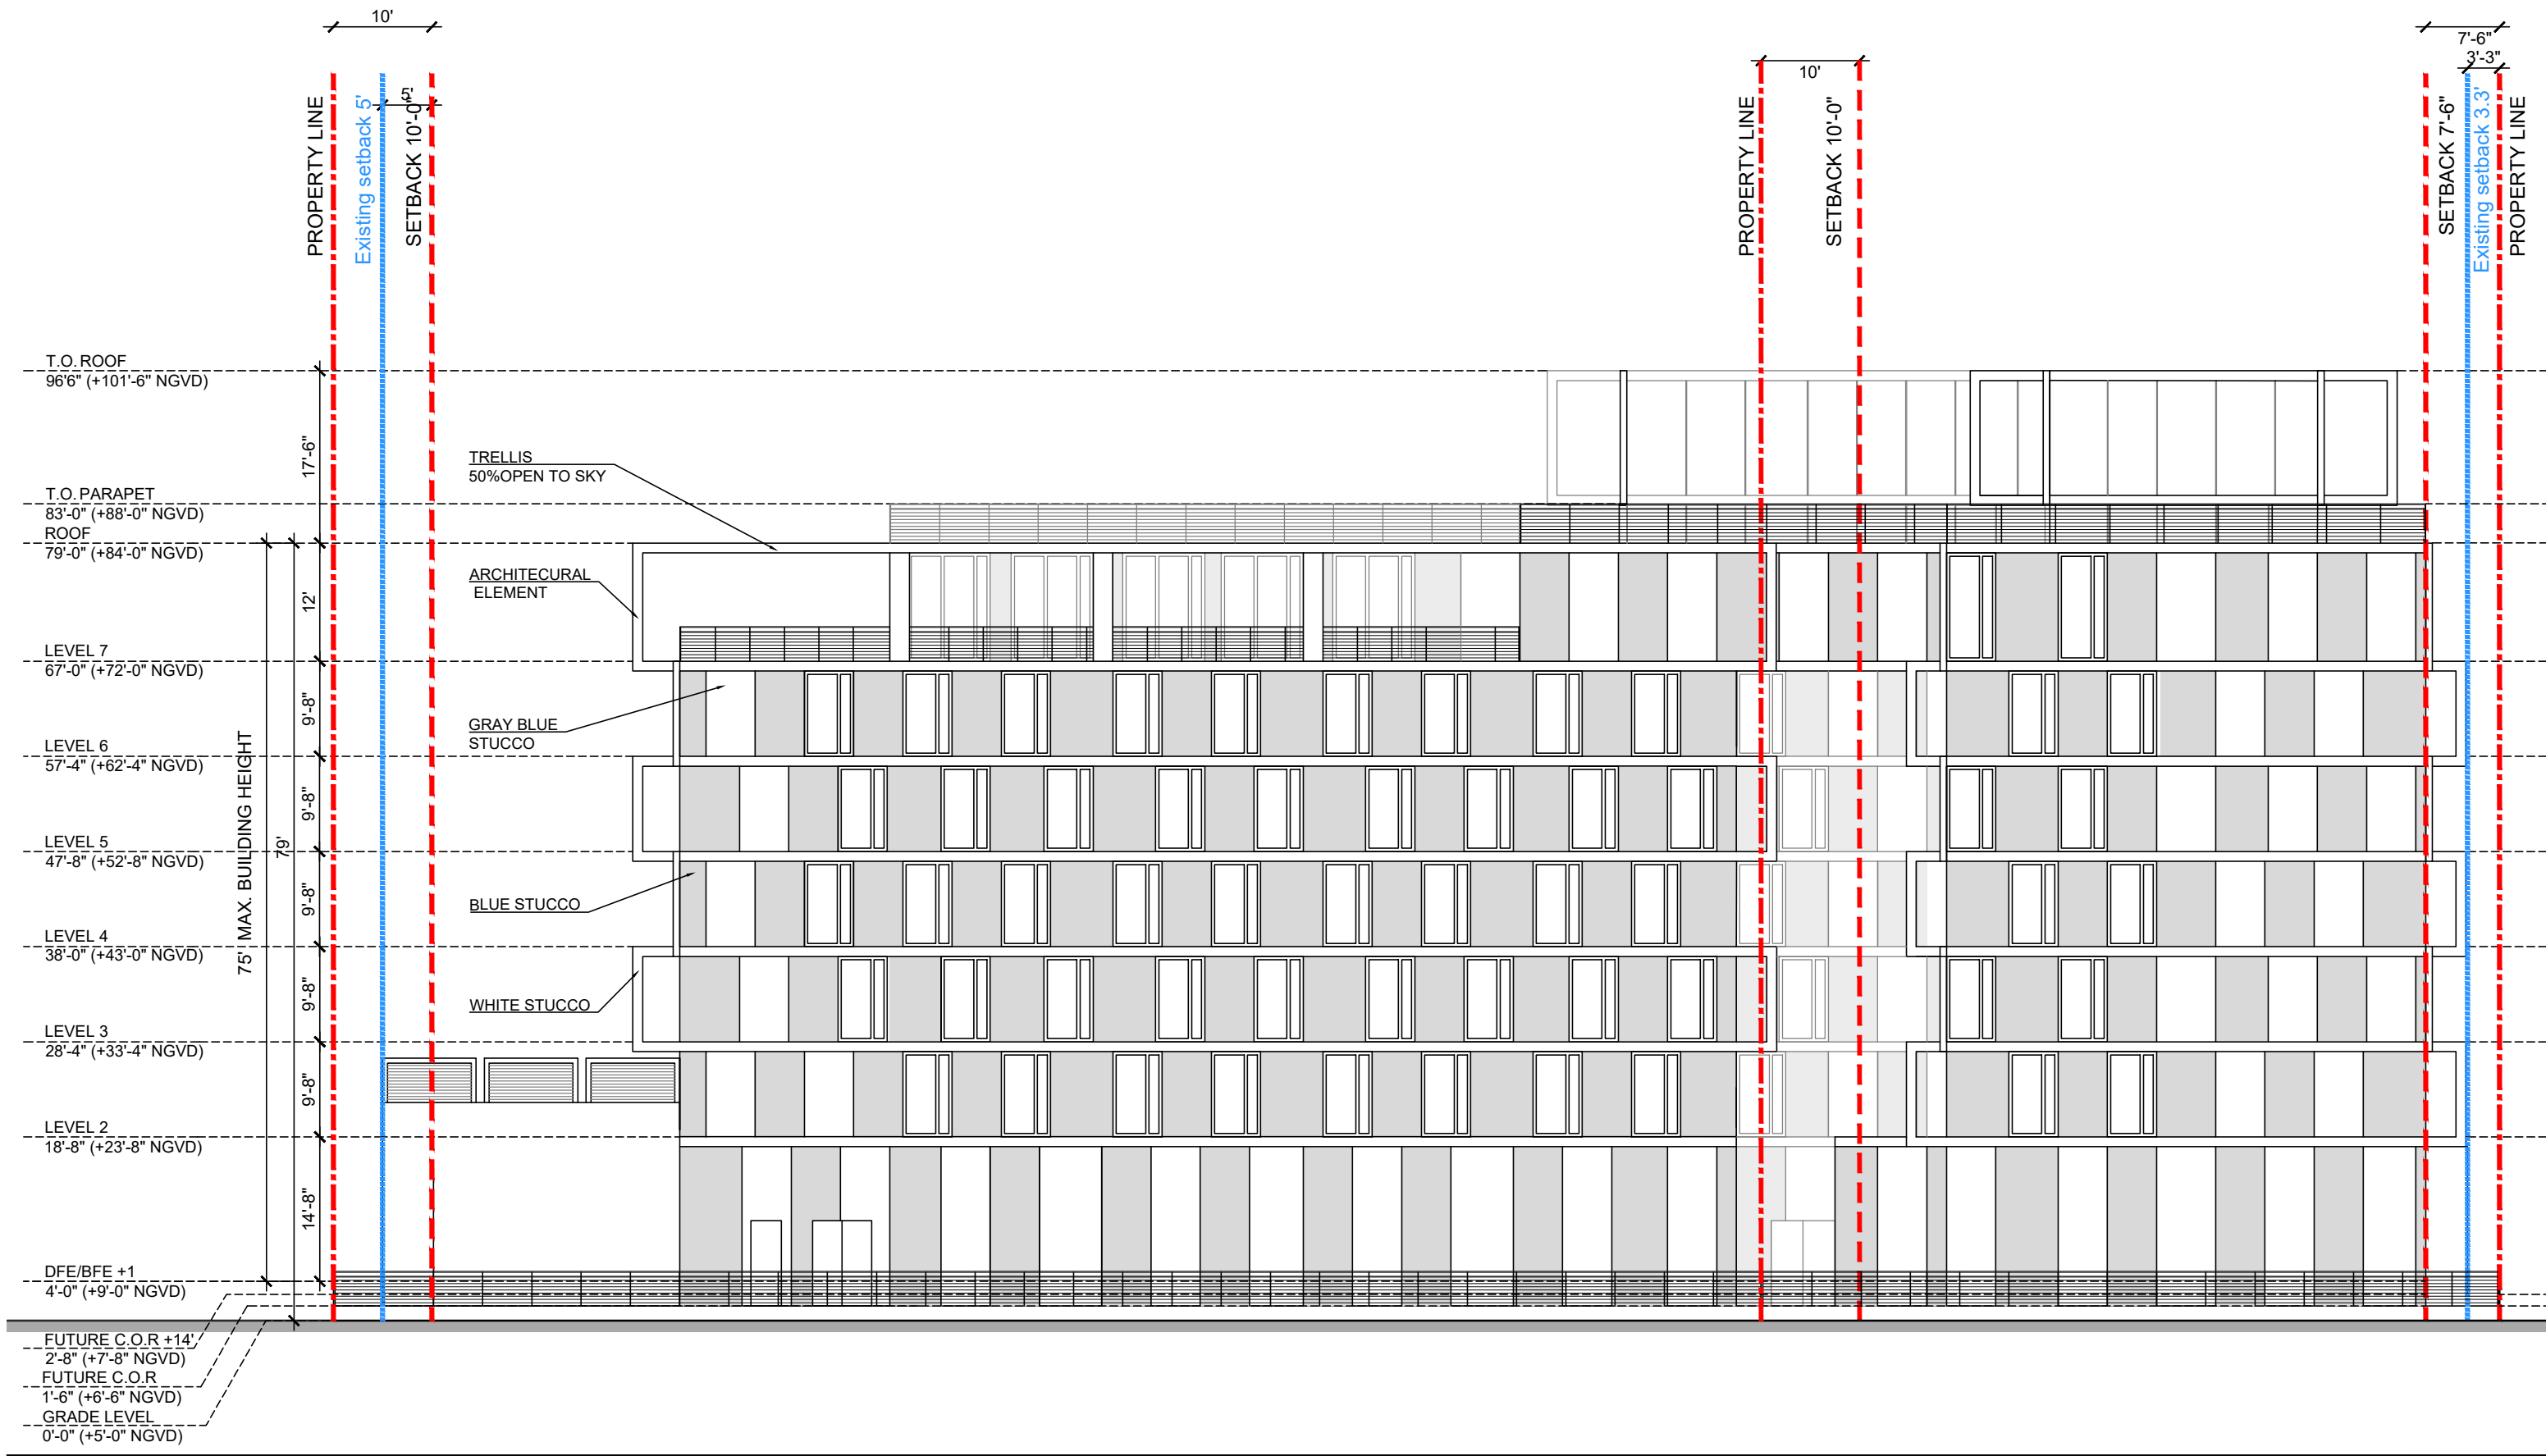 10'
7'-6"
3'-3"
10'
5'
PROPERTY LINE
Existing setback 5'
SETBACK 10'-0"
PROPERTY LINE
SETBACK 10'-0"
SETBACK 7'-6"
Existing setback 3.3'
PROPERTY LINE
T.O. ROOF
96'6" (+101'-6" NGVD)
17'-6"
TRELLIS
50%OPEN TO SKY
T.O. PARAPET
83'-0" (+88'-0" NGVD)
ROOF
79'-0" (+84'-0" NGVD)
ARCHITECURAL
ELEMENT
12'
LEVEL 7
67'-0" (+72'-0" NGVD)
9'-8"
GRAY BLUE
STUCCO
LEVEL 6
57'-4" (+62'-4" NGVD)
75' MAX. BUILDING HEIGHT
79'
9'-8"
LEVEL 5
47'-8" (+52'-8" NGVD)
9'-8"
BLUE STUCCO
LEVEL 4
38'-0" (+43'-0" NGVD)
9'-8"
WHITE STUCCO
LEVEL 3
28'-4" (+33'-4" NGVD)
9'-8"
LEVEL 2
18'-8" (+23'-8" NGVD)
14'-8"
DFE/BFE +1
4'-0" (+9'-0" NGVD)
FUTURE C.O.R +14'
2'-8" (+7'-8" NGVD)
FUTURE C.O.R
1'-6" (+6'-6" NGVD)
GRADE LEVEL
0'-0" (+5'-0" NGVD)